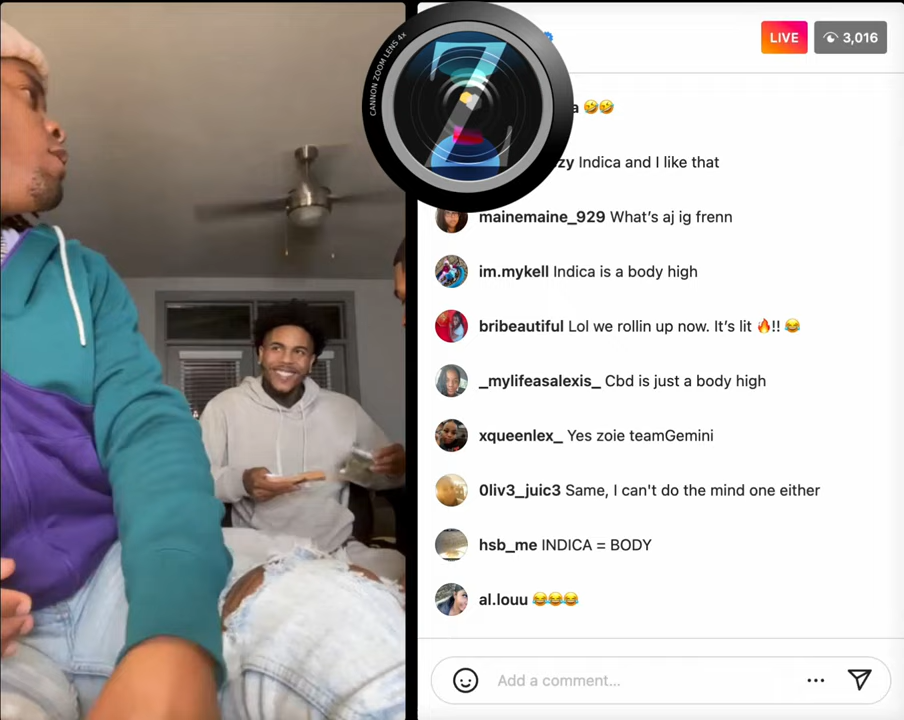 CANNON ZOOM LENS 4x
Z
LIVE 3,016
a 🤣🤣
zy Indica and I like that
mainemaine_929 What's aj ig frenn
im.mykell Indica is a body high
bribeautiful Lol we rollin up now. It's lit 🔥!! 😂
_mylifeasalexis_ Cbd is just a body high
xqueenlex_ Yes zoie teamGemini
0liv3_juic3 Same, I can't do the mind one either
hsb_me INDICA = BODY
al.louu 😂😂😂
Add a comment...